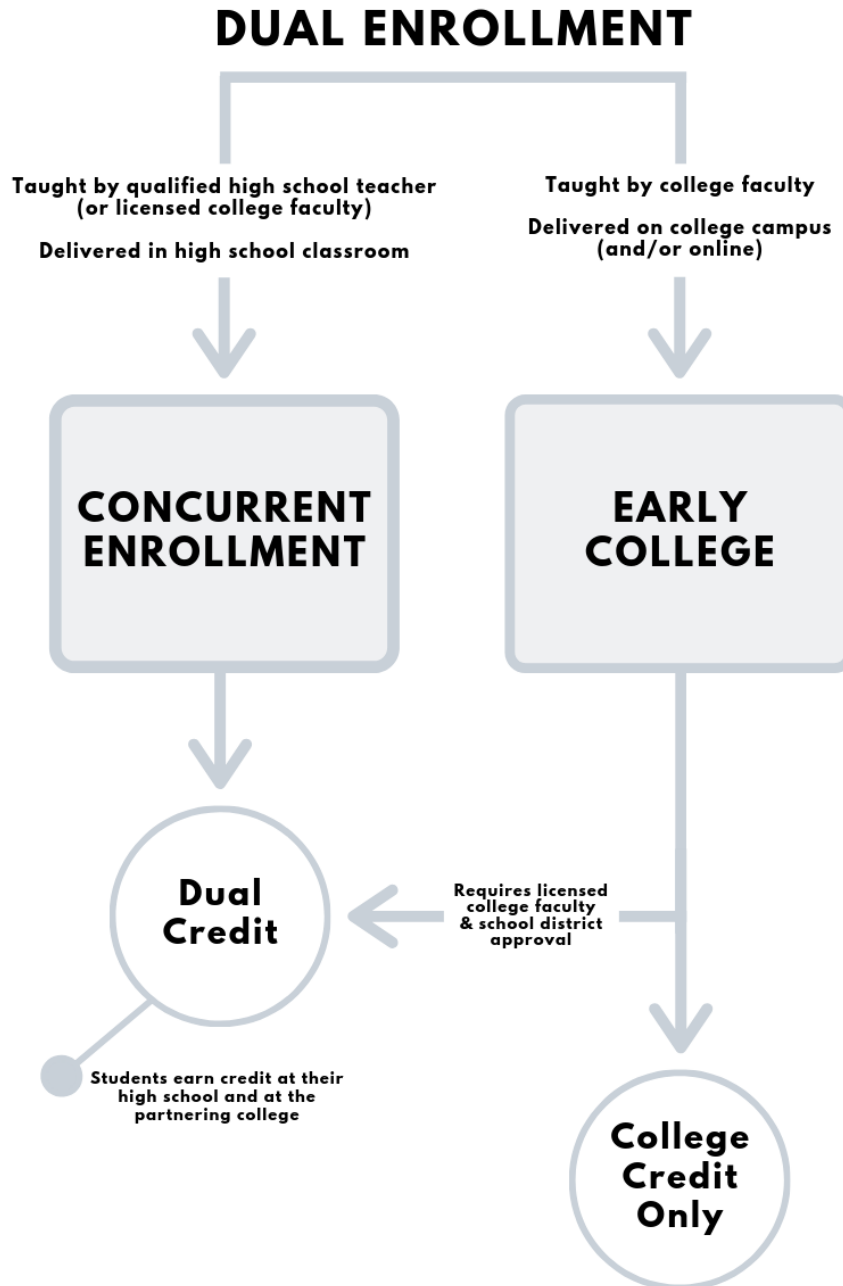 DUAL ENROLLMENT
Taught by qualified high school teacher
(or licensed college faculty)
Delivered in high school classroom
Taught by college faculty
Delivered on college campus
(and/or online)
CONCURRENT
ENROLLMENT
EARLY
COLLEGE
Dual
Credit
Requires licensed
college faculty
& school district
approval
Students earn credit at their
high school and at the
partnering college
College
Credit
Only